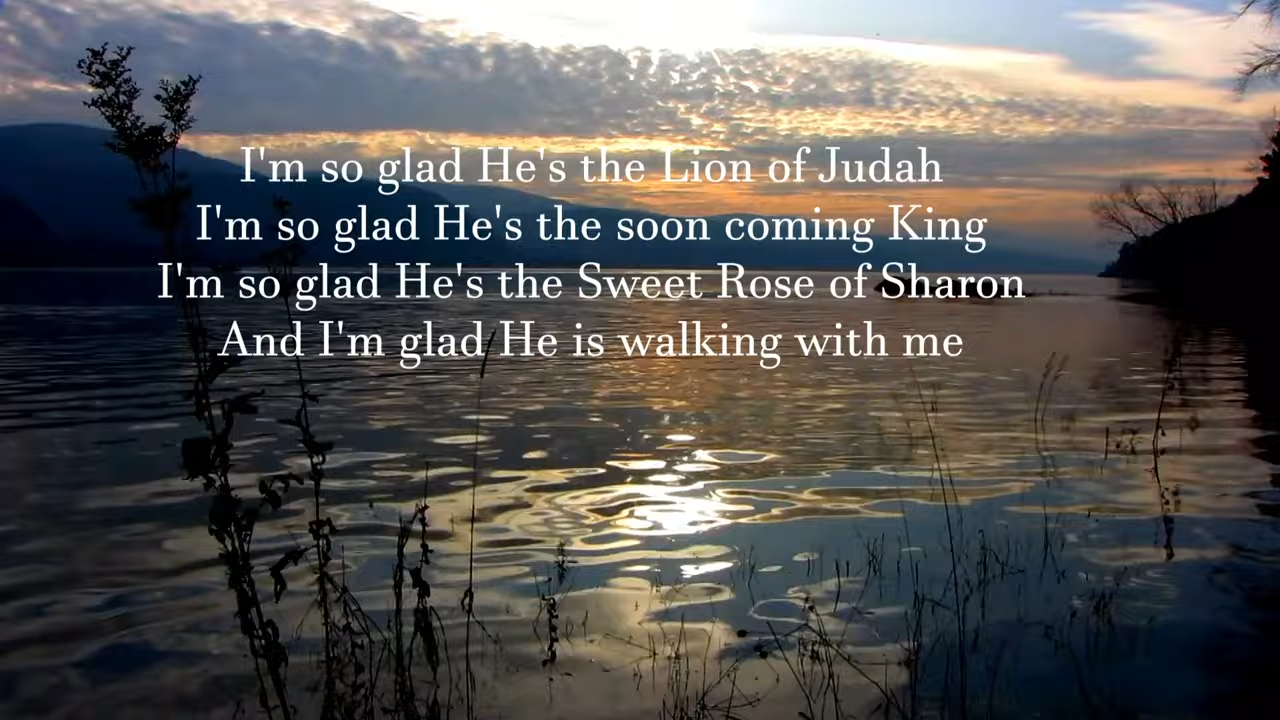 I'm so glad He's the Lion of Judah
I'm so glad He's the soon coming King
I'm so glad He's the Sweet Rose of Sharon
And I'm glad He is walking with me